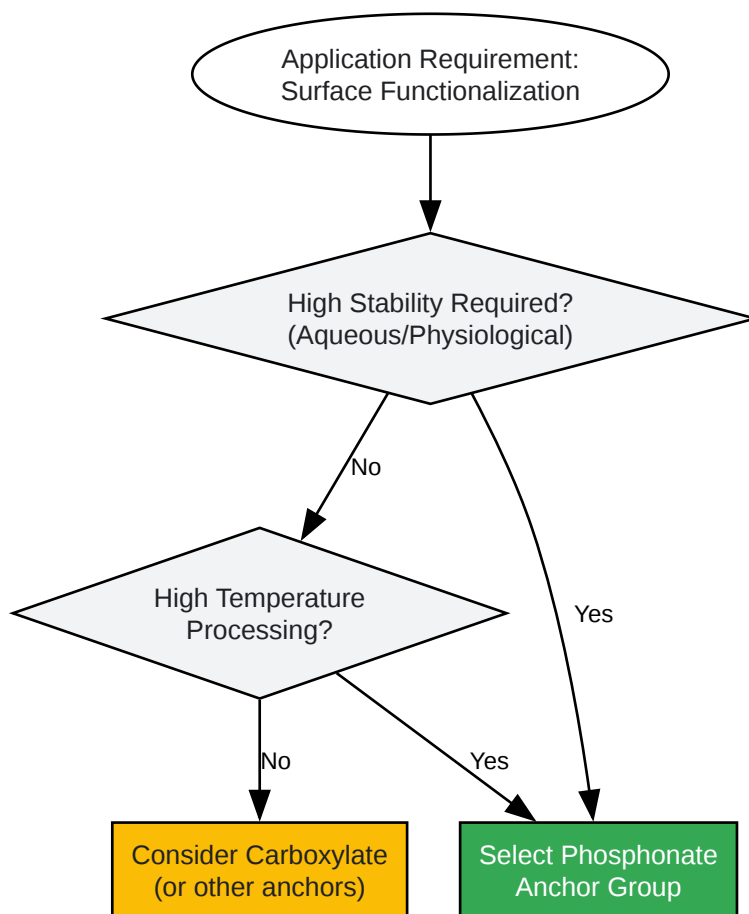 Application Requirement:
Surface Functionalization
High Stability Required?
(Aqueous/Physiological)
No
High Temperature
Processing?
Yes
No
Yes
Consider Carboxylate
(or other anchors)
Select Phosphonate
Anchor Group